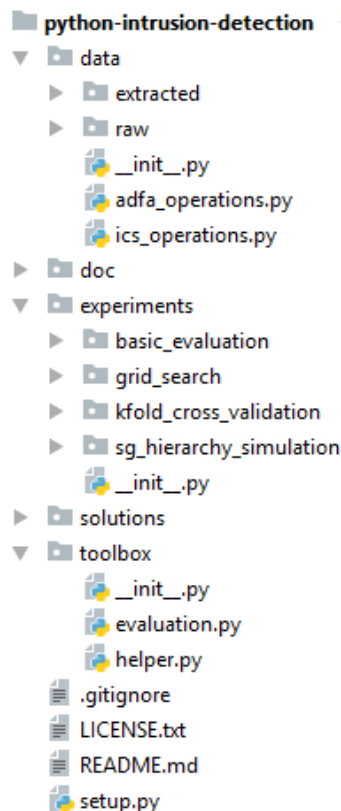 python-intrusion-detection
data
extracted
raw
__init__.py
adfa_operations.py
ics_operations.py
doc
experiments
basic_evaluation
grid_search
kfold_cross_validation
sg_hierarchy_simulation
__init__.py
solutions
toolbox
__init__.py
evaluation.py
helper.py
.gitignore
LICENSE.txt
README.md
setup.py